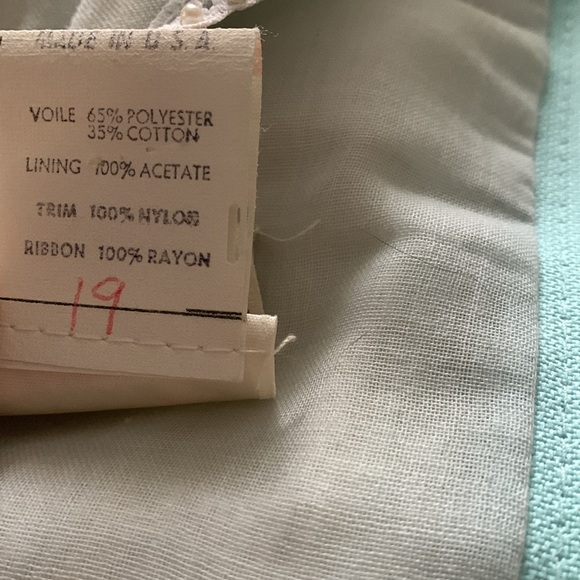 MADE IN U.S.A.
VOILE 65% POLYESTER
35% COTTON
LINING 100% ACETATE
TRIM 100% NYLON
RIBBON 100% RAYON
19